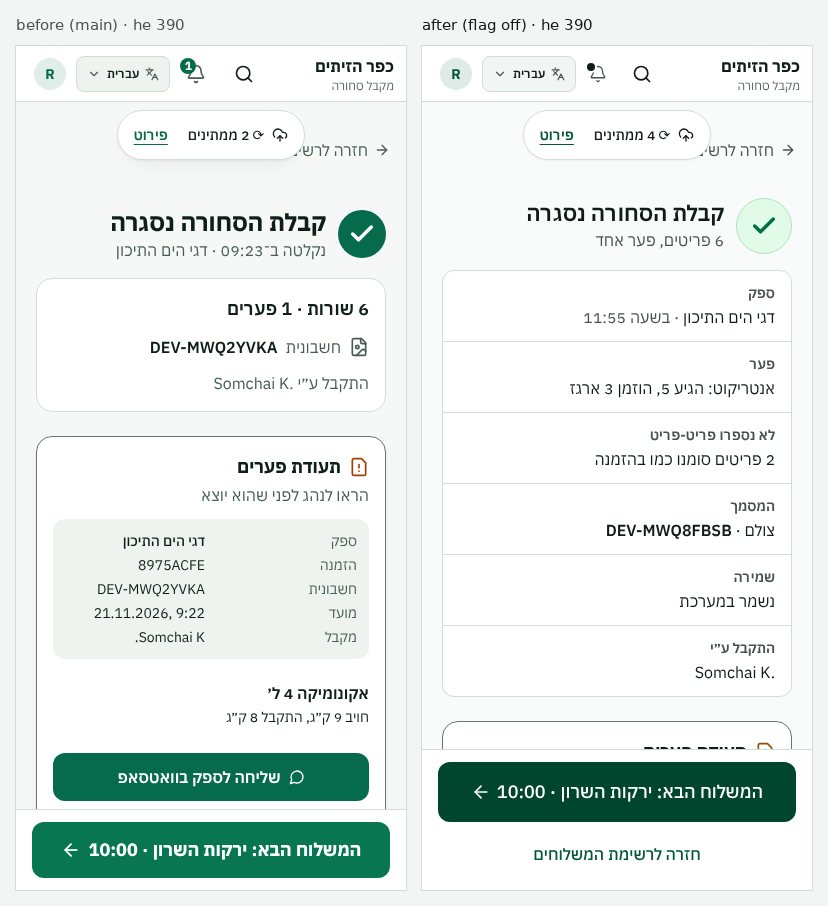 before (main) · he 390
כפר הזיתים
מקבל סחורה
1
עברית
R
חזרה לרשי
⟳ 2 ממתינים
פירוט
קבלת הסחורה נסגרה
נקלטה ב־09:23 · דגי הים התיכון
6 שורות · 1 פערים
חשבונית DEV-MWQ2YVKA
התקבל ע״י .Somchai K
תעודת פערים
הראו לנהג לפני שהוא יוצא
ספק דגי הים התיכון
הזמנה 8975ACFE
חשבונית DEV-MWQ2YVKA
מועד 21.11.2026, 9:22
מקבל .Somchai K
אקונומיקה 4 ל׳
חויב 9 ק״ג, התקבל 8 ק״ג
שליחה לספק בוואטסאפ
המשלוח הבא: ירקות השרון · 10:00 ←
after (flag off) · he 390
כפר הזיתים
מקבל סחורה
עברית
R
חזרה לרשי
⟳ 4 ממתינים
פירוט
קבלת הסחורה נסגרה
6 פריטים, פער אחד
ספק
דגי הים התיכון · בשעה 11:55
פער
אנטריקוט: הגיע 5, הוזמן 3 ארגז
לא נספרו פריט-פריט
2 פריטים סומנו כמו בהזמנה
המסמך
צולם · DEV-MWQ8FBSB
שמירה
נשמר במערכת
התקבל ע״י
Somchai K.
תעודת פערים
המשלוח הבא: ירקות השרון · 10:00 ←
חזרה לרשימת המשלוחים